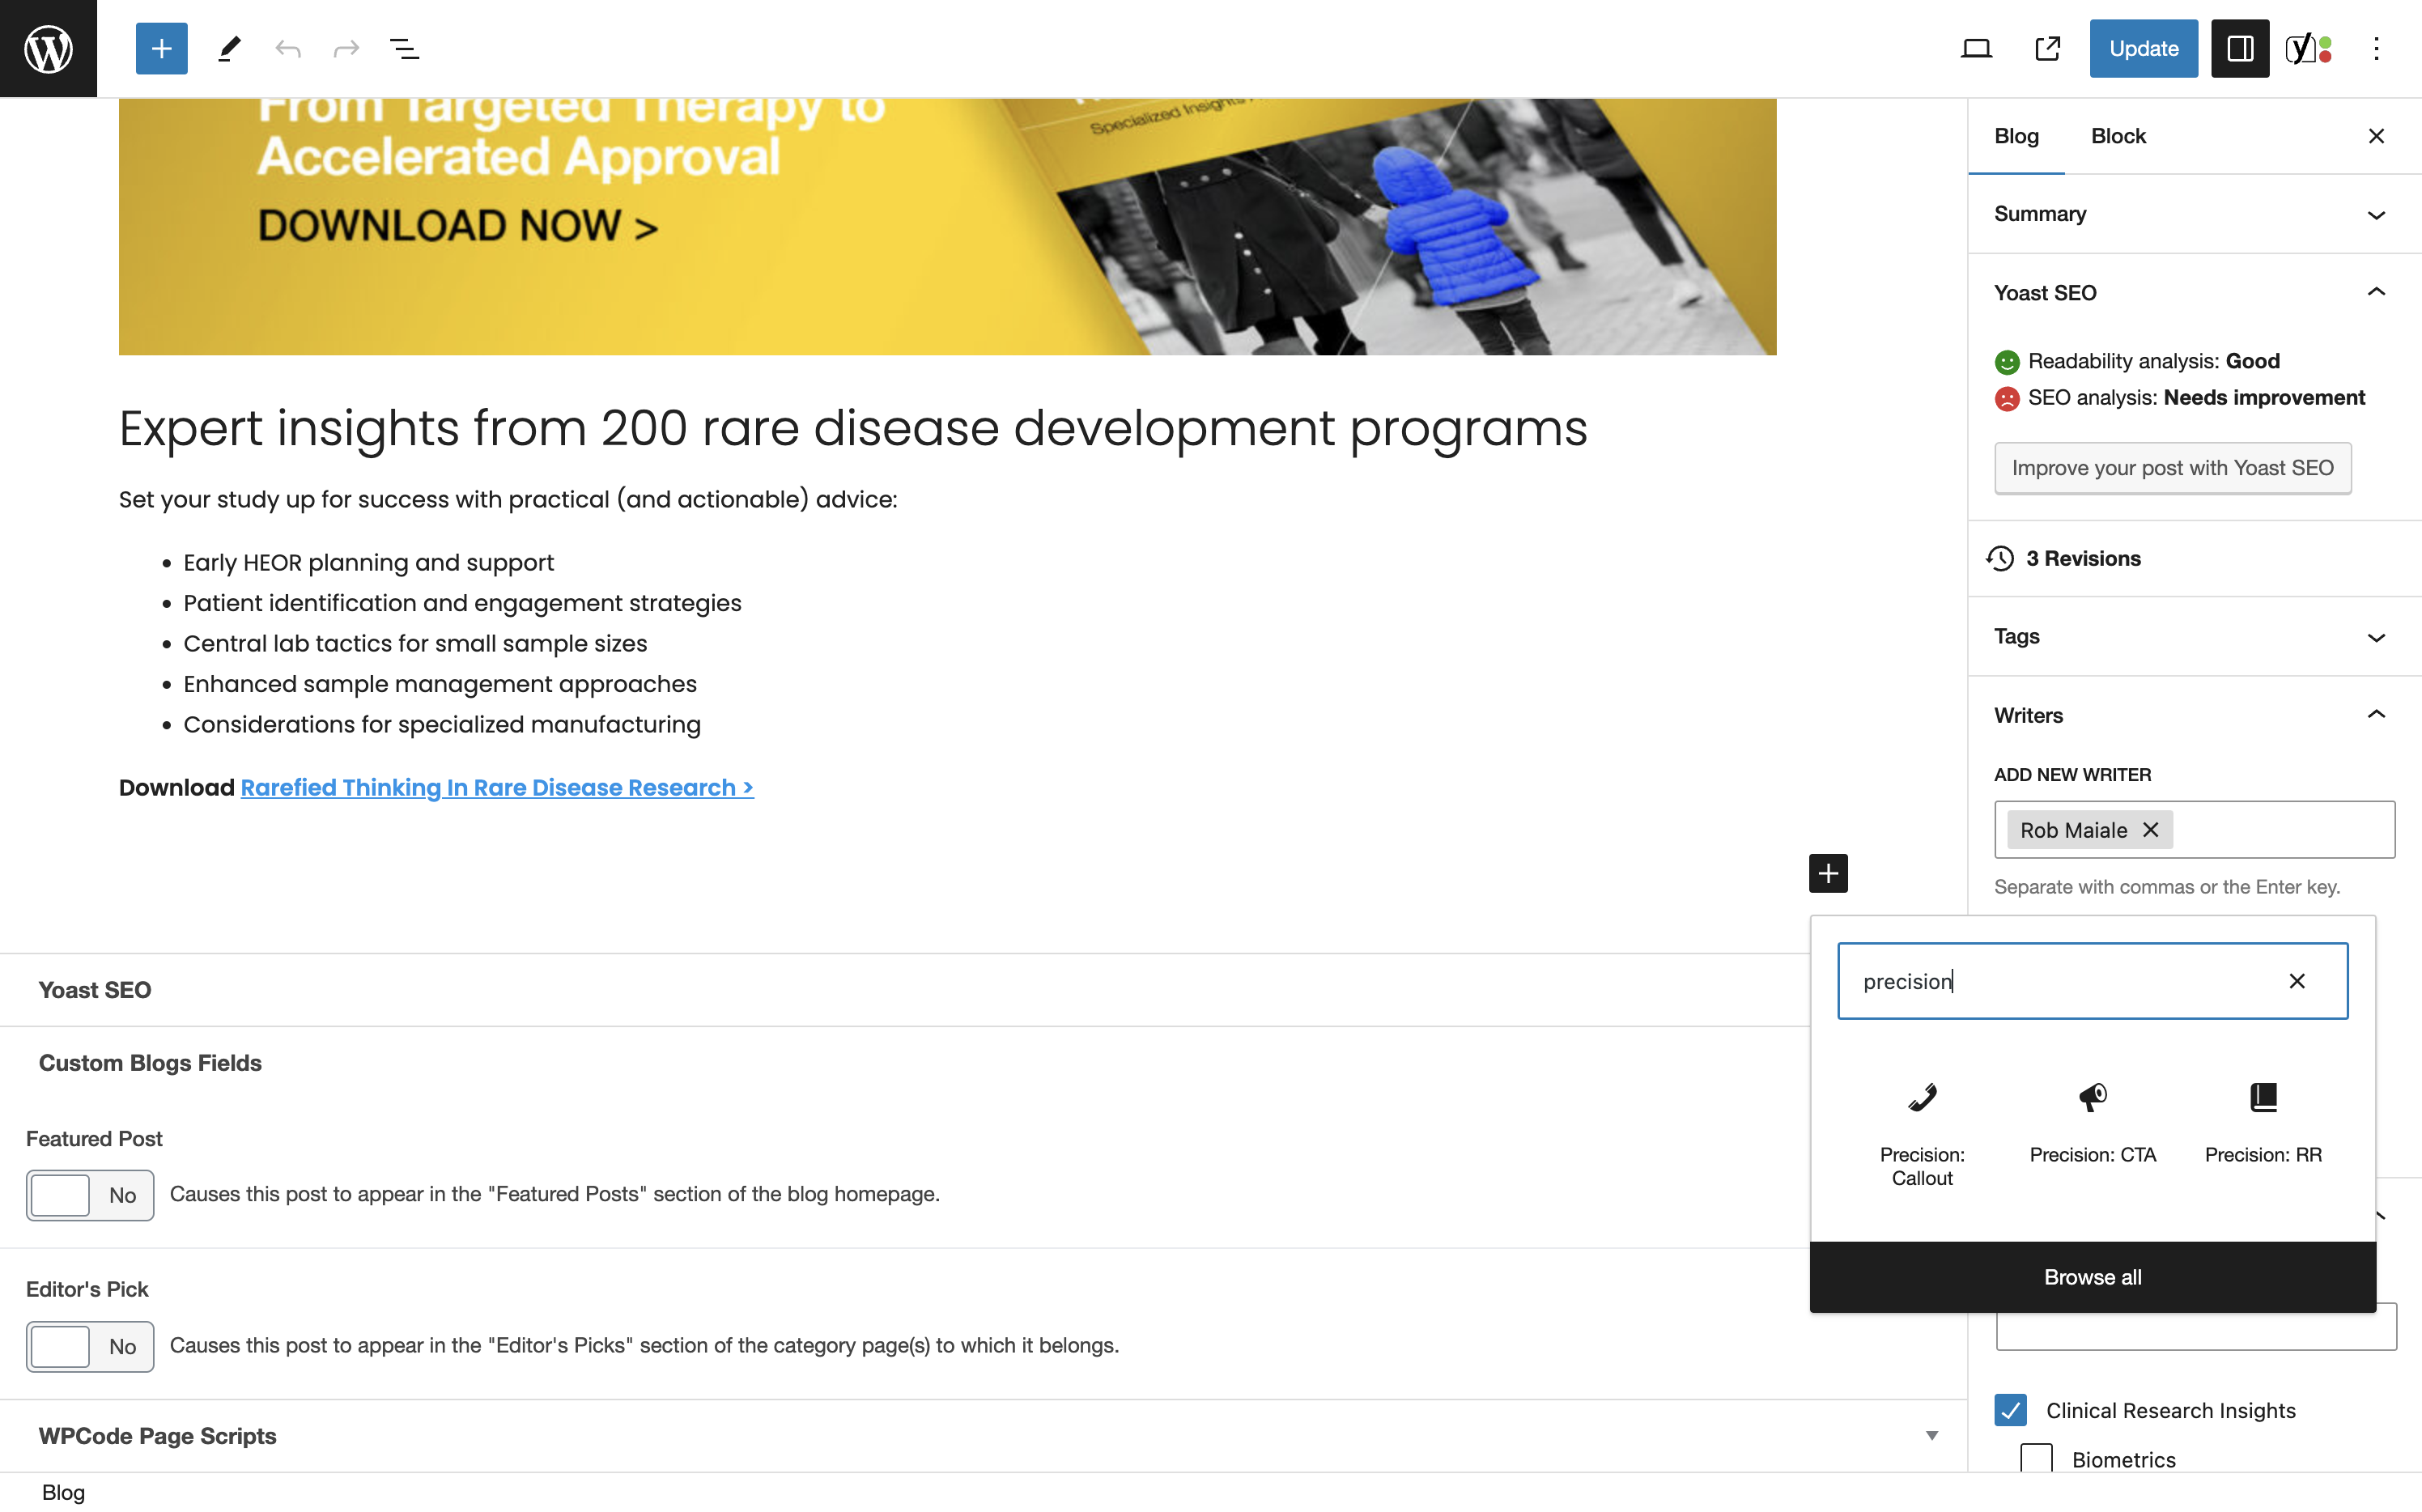 Update
From Targeted Therapy to
Accelerated Approval
DOWNLOAD NOW >
Specialized Insights
Expert insights from 200 rare disease development programs
Set your study up for success with practical (and actionable) advice:
Early HEOR planning and support
Patient identification and engagement strategies
Central lab tactics for small sample sizes
Enhanced sample management approaches
Considerations for specialized manufacturing
Download Rarefied Thinking In Rare Disease Research >
Yoast SEO
Custom Blogs Fields
Featured Post
No
Causes this post to appear in the "Featured Posts" section of the blog homepage.
Editor's Pick
No
Causes this post to appear in the "Editor's Picks" section of the category page(s) to which it belongs.
WPCode Page Scripts
Blog
Blog
Block
Summary
Yoast SEO
Readability analysis: Good
SEO analysis: Needs improvement
Improve your post with Yoast SEO
3 Revisions
Tags
Writers
ADD NEW WRITER
Rob Maiale
Separate with commas or the Enter key.
precision
Precision:
Callout
Precision: CTA
Precision: RR
Browse all
Clinical Research Insights
Biometrics